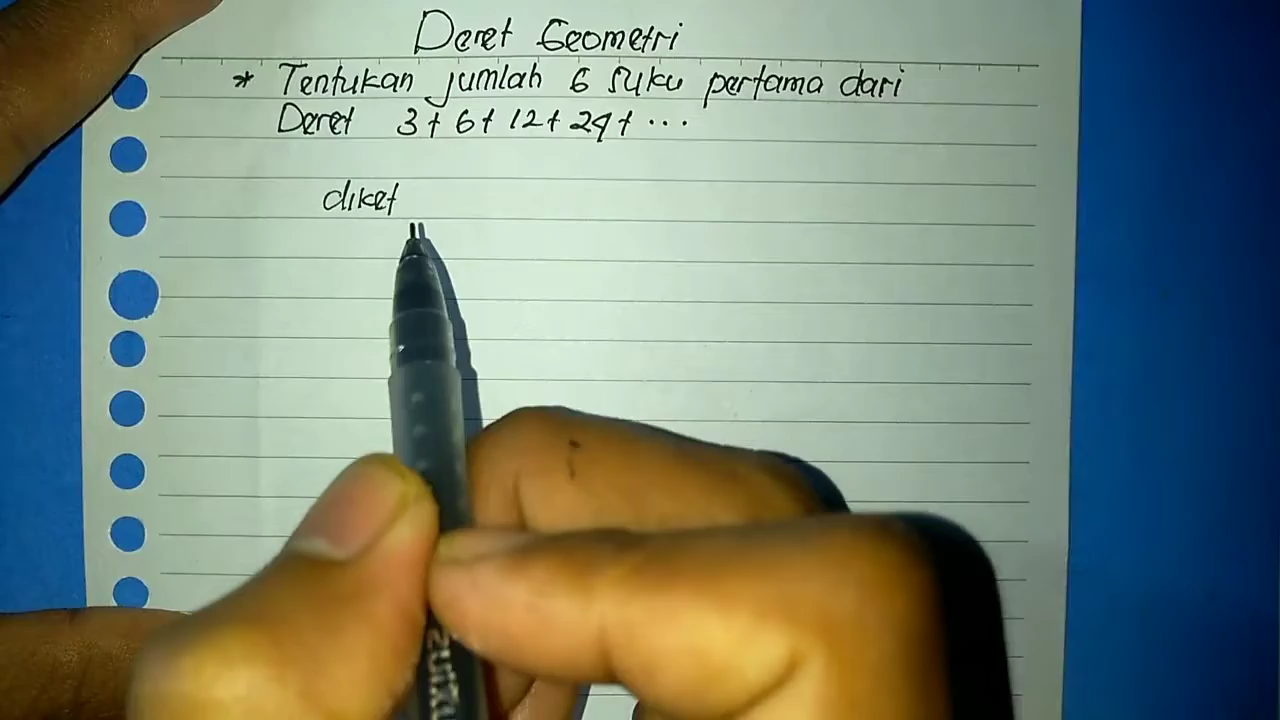 Deret Geometri
* Tentukan jumlah 6 suku pertama dari
Deret 3 + 6 + 12 + 24 + ...
diket